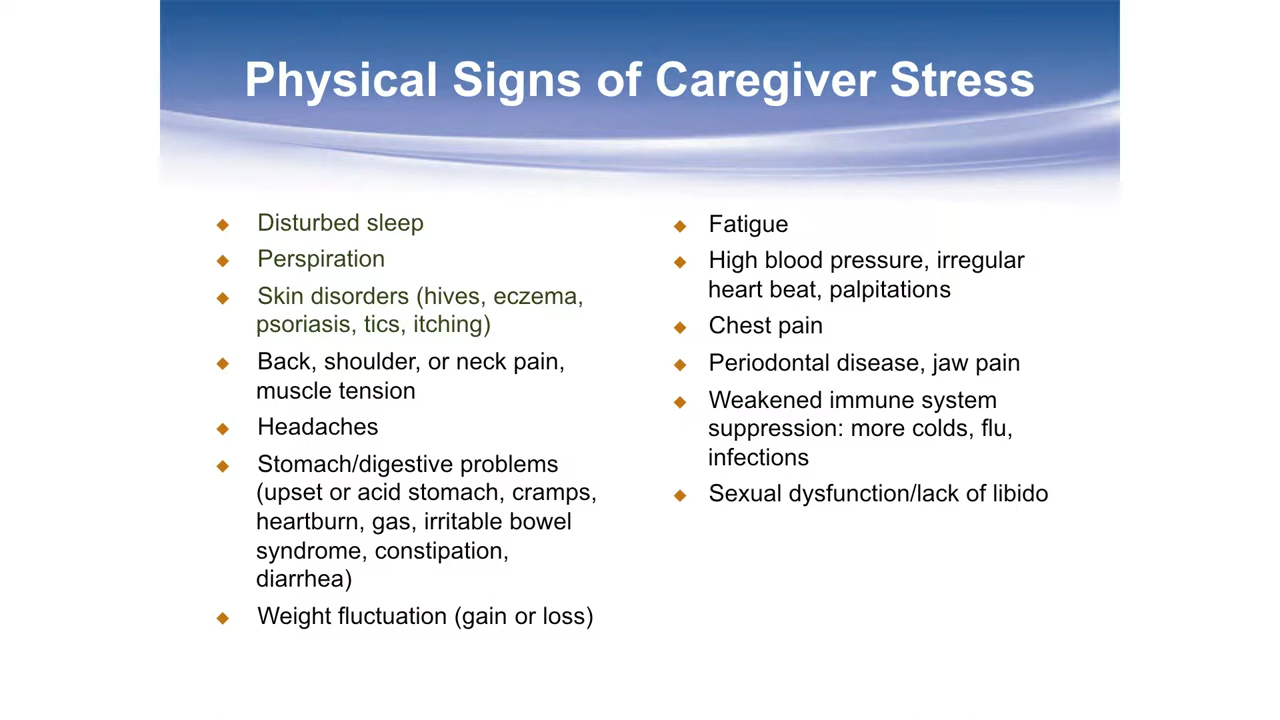 Physical Signs of Caregiver Stress
Disturbed sleep
Perspiration
Skin disorders (hives, eczema,
psoriasis, tics, itching)
Back, shoulder, or neck pain,
muscle tension
Headaches
Stomach/digestive problems
(upset or acid stomach, cramps,
heartburn, gas, irritable bowel
syndrome, constipation,
diarrhea)
Weight fluctuation (gain or loss)
Fatigue
High blood pressure, irregular
heart beat, palpitations
Chest pain
Periodontal disease, jaw pain
Weakened immune system
suppression: more colds, flu,
infections
Sexual dysfunction/lack of libido